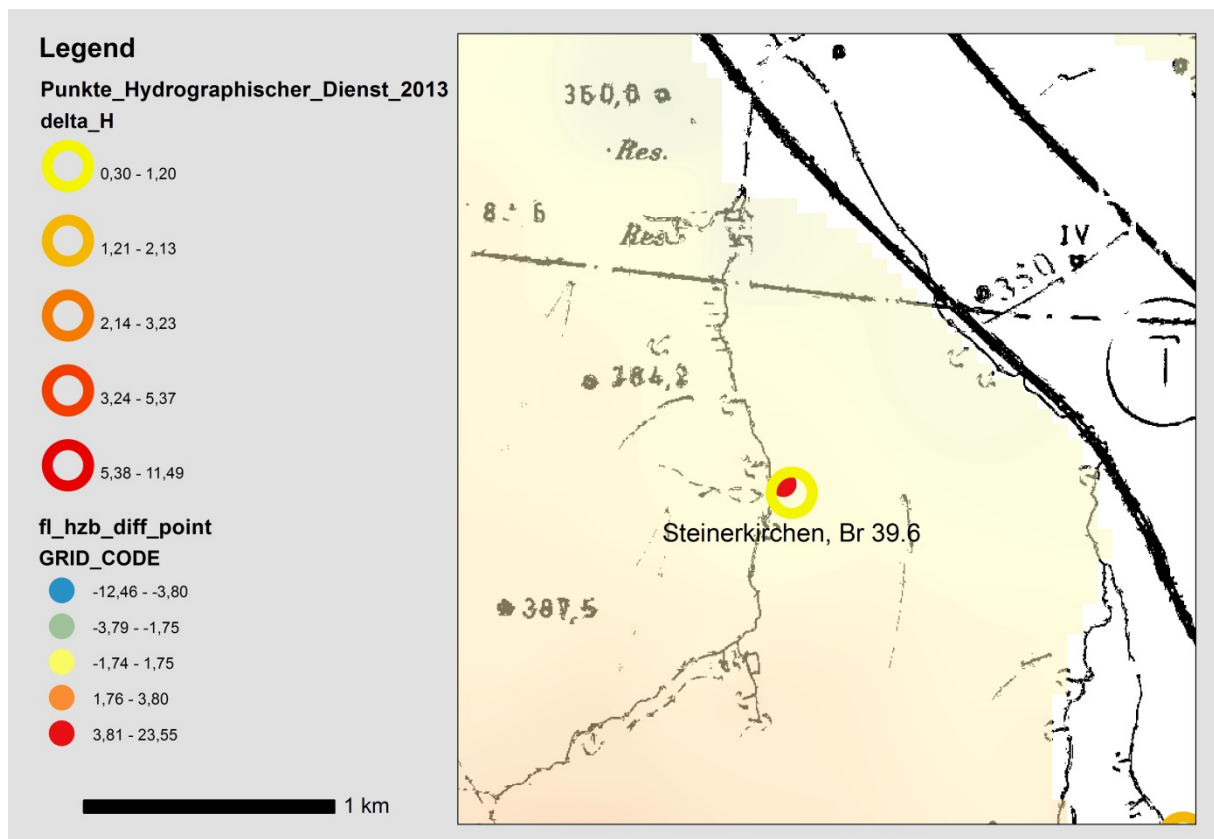 Legend
Punkte_Hydrographischer_Dienst_2013
delta_H
0,30 - 1,20
1,21 - 2,13
2,14 - 3,23
3,24 - 5,37
5,38 - 11,49
fl_hzb_diff_point
GRID_CODE
-12,46 - -3,80
-3,79 - -1,75
-1,74 - 1,75
1,76 - 3,80
3,81 - 23,55
1 km
Res.
Res.
IV
350
384,2
Steinerkirchen, Br 39.6
387,5